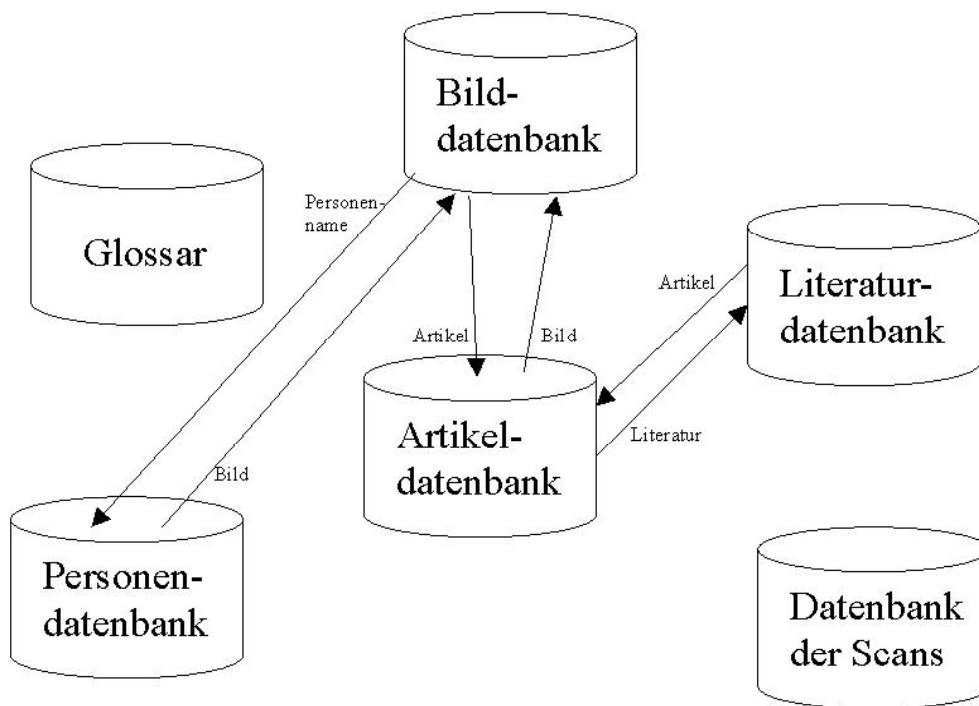 Bild-
datenbank
Personen-
name
Glossar
Artikel
Literatur-
datenbank
Artikel
Bild
Artikel-
datenbank
Literatur
Bild
Personen-
datenbank
Datenbank
der Scans